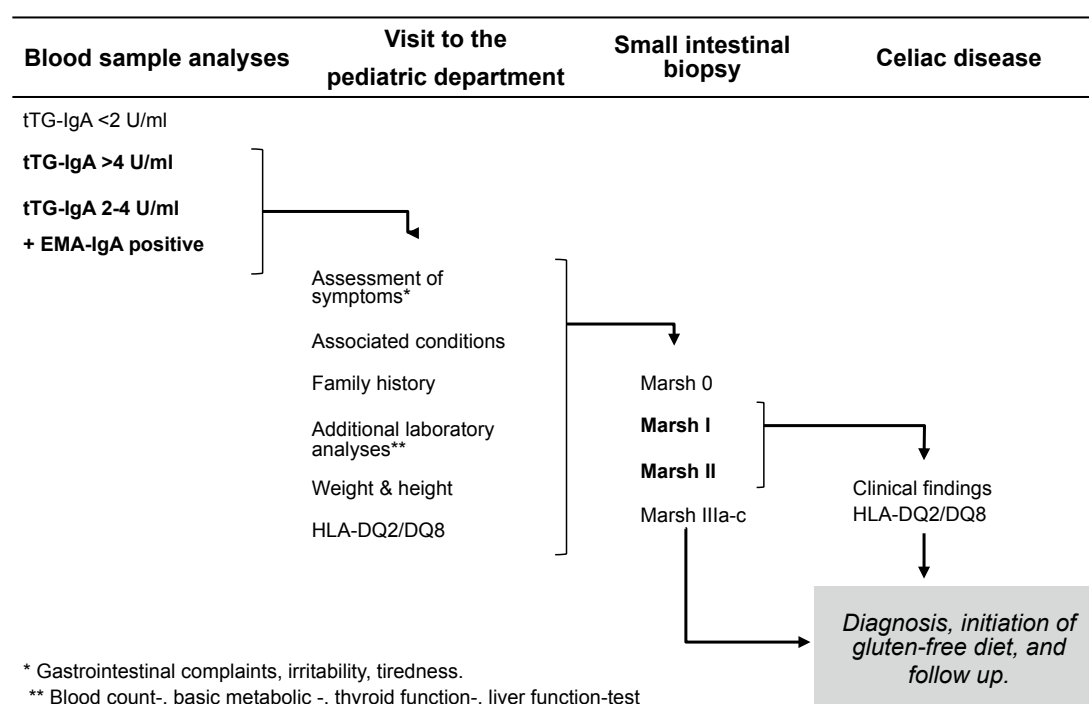 Blood sample analyses
Visit to the
pediatric department
Small intestinal
biopsy
Celiac disease
tTG-IgA <2 U/ml
tTG-IgA >4 U/ml
tTG-IgA 2-4 U/ml
+ EMA-IgA positive
Assessment of
symptoms*
Associated conditions
Family history
Additional laboratory
analyses**
Weight & height
HLA-DQ2/DQ8
Marsh 0
Marsh I
Marsh II
Marsh IIIa-c
Clinical findings
HLA-DQ2/DQ8
Diagnosis, initiation of
gluten-free diet, and
follow up.
* Gastrointestinal complaints, irritability, tiredness.
** Blood count-, basic metabolic -, thyroid function-, liver function-test